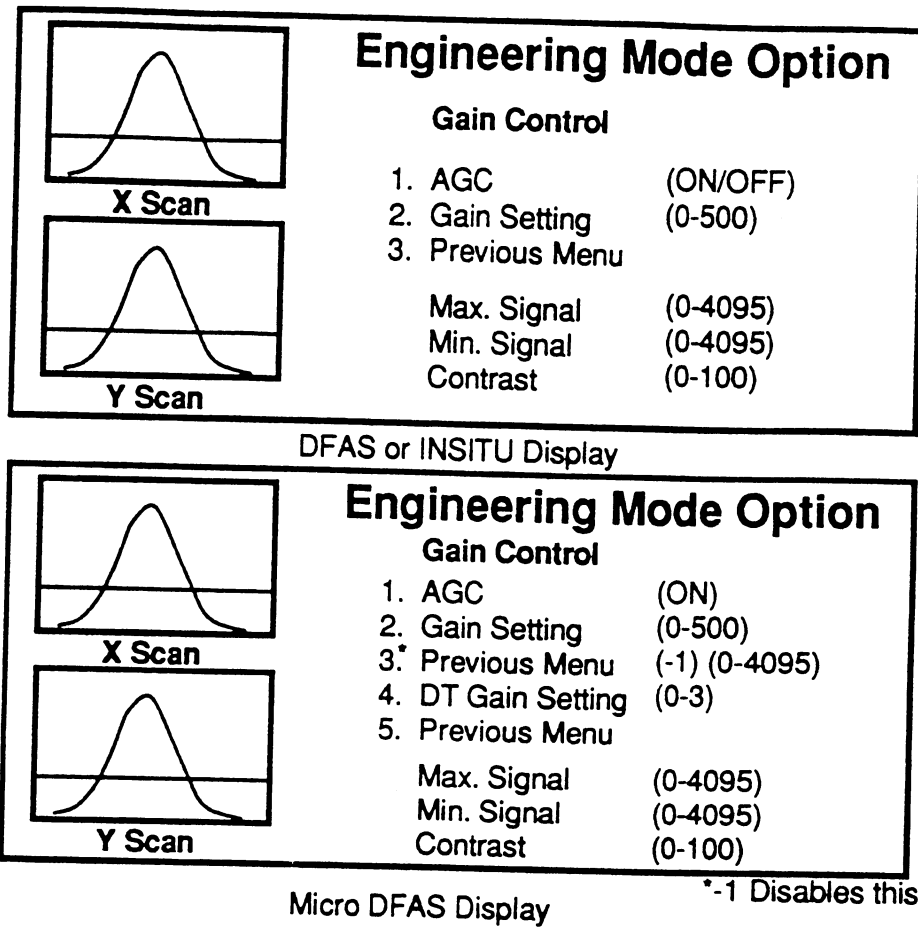 Engineering Mode Option
Gain Control
1. AGC (ON/OFF)
2. Gain Setting (0-500)
3. Previous Menu
Max. Signal (0-4095)
Min. Signal (0-4095)
Contrast (0-100)
X Scan
Y Scan
DFAS or INSITU Display
Engineering Mode Option
Gain Control
1. AGC (ON)
2. Gain Setting (0-500)
3.* Previous Menu (-1) (0-4095)
4. DT Gain Setting (0-3)
5. Previous Menu
Max. Signal (0-4095)
Min. Signal (0-4095)
Contrast (0-100)
X Scan
Y Scan
*-1 Disables this
Micro DFAS Display